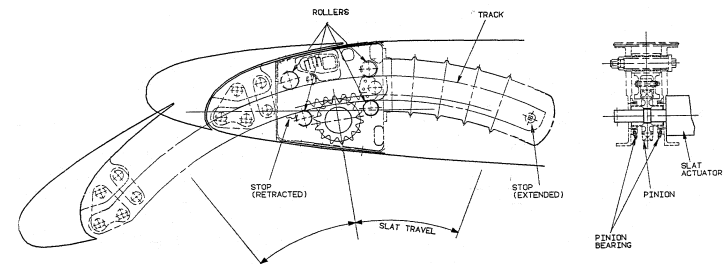 ROLLERS
TRACK
STOP
(RETRACTED)
STOP
(EXTENDED)
SLAT TRAVEL
SLAT
ACTUATOR
PINION
PINION
BEARING